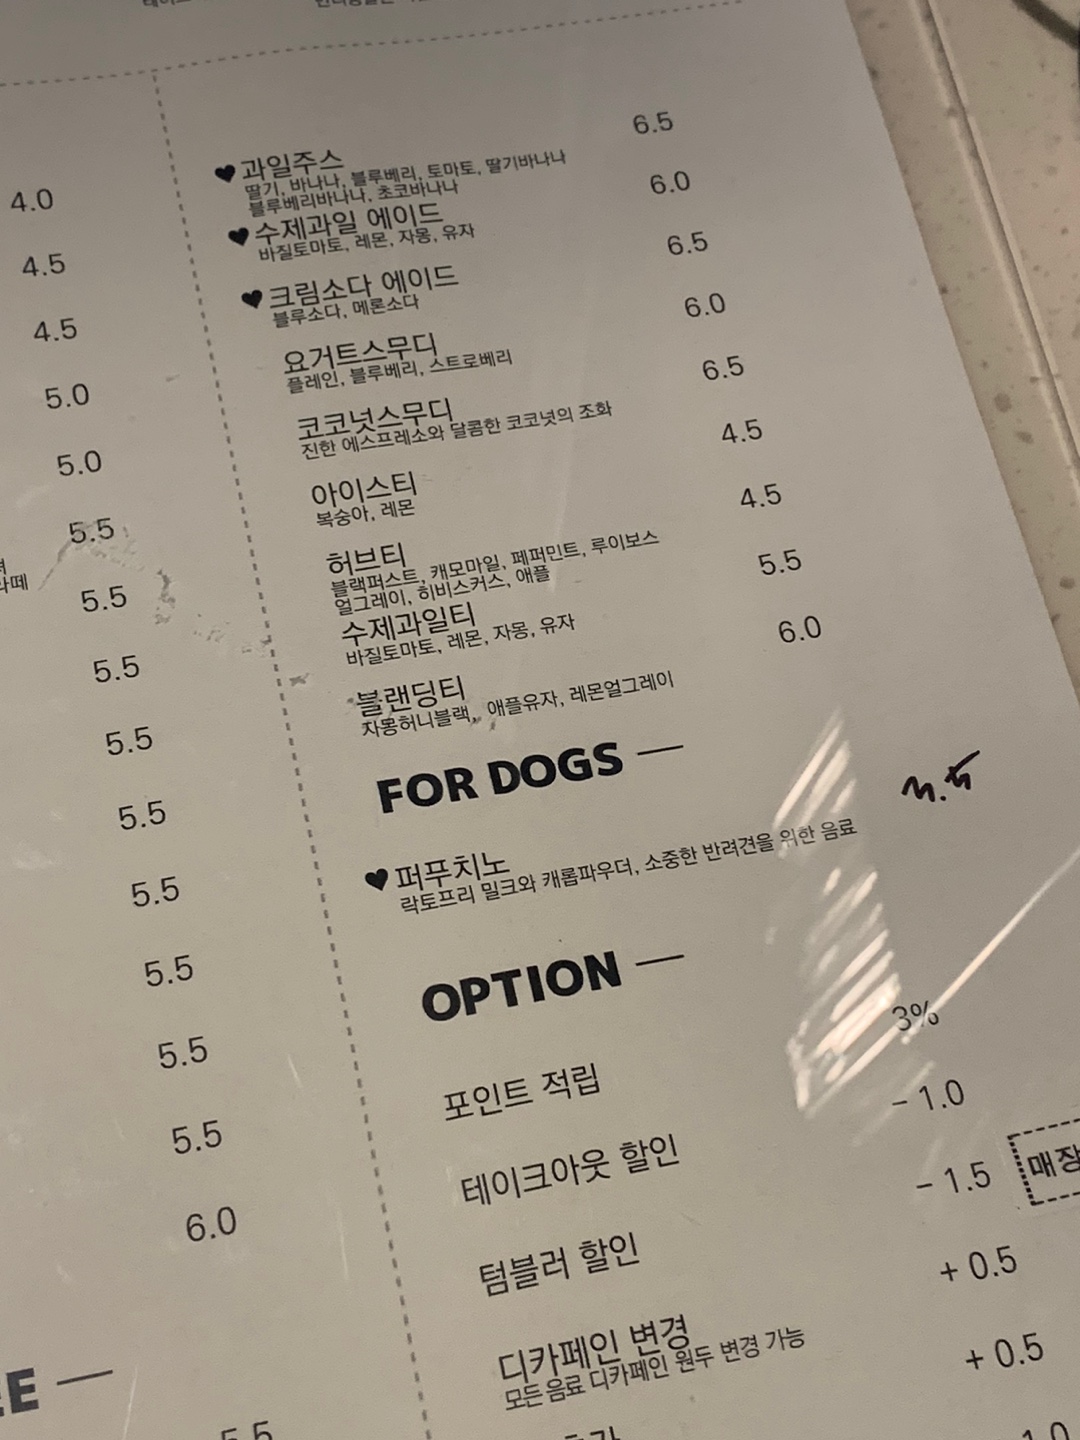 4.0
4.5
4.5
5.0
5.0
5.5
라떼
5.5
5.5
5.5
5.5
5.5
5.5
5.5
5.5
6.0
5.5
♥과일주스 6.5
딸기, 바나나, 블루베리, 토마토, 딸기바나나
블루베리바나나, 초코바나나
♥수제과일 에이드 6.0
바질토마토, 레몬, 자몽, 유자
♥크림소다 에이드 6.5
블루소다, 메론소다
요거트스무디 6.0
플레인, 블루베리, 스트로베리
코코넛스무디 6.5
진한 에스프레소와 달콤한 코코넛의 조화
아이스티 4.5
복숭아, 레몬
허브티 4.5
블랙퍼스트, 캐모마일, 페퍼민트, 루이보스
얼그레이, 히비스커스, 애플
수제과일티 5.5
바질토마토, 레몬, 자몽, 유자
블랜딩티 6.0
자몽허니블랙, 애플유자, 레몬얼그레이
FOR DOGS —
♥퍼푸치노
락토프리 밀크와 캐롭파우더, 소중한 반려견을 위한 음료
OPTION —
포인트 적립 3%
테이크아웃 할인 - 1.0
텀블러 할인 - 1.5
매장
디카페인 변경 + 0.5
모든음료 디카페인 원두 변경 가능
+ 0.5